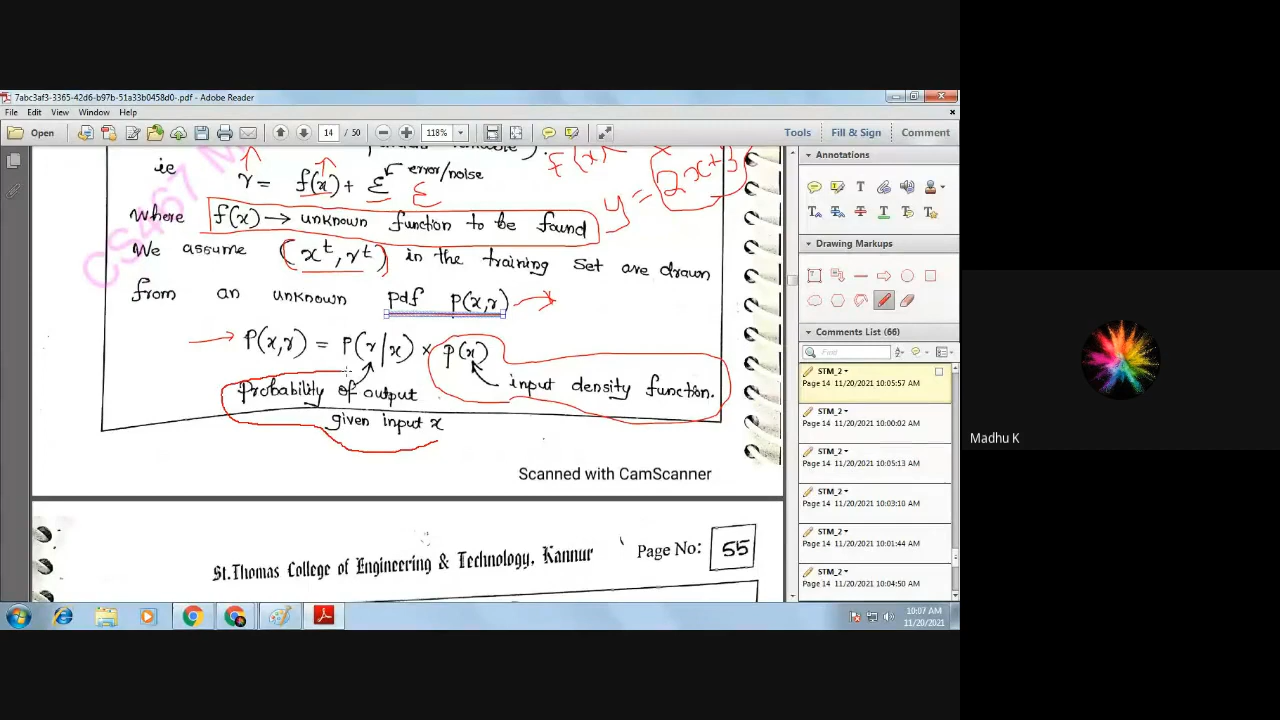 7abc3af3-3365-42d6-b97b-51a33b0458d0-.pdf - Adobe Reader
File Edit View Window Help
Open 14 / 50 118% Tools Fill & Sign Comment
ie
r = f(x) + ε error/noise ε
f(x)
y = 2x+3
Where f(x) → unknown function to be found
We assume (xᵗ, rᵗ) in the training set are drawn
from an unknown pdf p(x,r) →
→ P(x,r) = P(r|x) × p(x)
probability of output
given input x
input density function.
CS467 M
Scanned with CamScanner
St.Thomas College of Engineering & Technology, Kannur Page No: 55
Annotations
Drawing Markups
Comments List (66)
Find
STM_2
Page 14 11/20/2021 10:05:57 AM
STM_2
Page 14 11/20/2021 10:00:02 AM
STM_2
Page 14 11/20/2021 10:05:13 AM
STM_2
Page 14 11/20/2021 10:03:10 AM
STM_2
Page 14 11/20/2021 10:01:44 AM
STM_2
Page 14 11/20/2021 10:04:50 AM
10:07 AM
11/20/2021
Madhu K